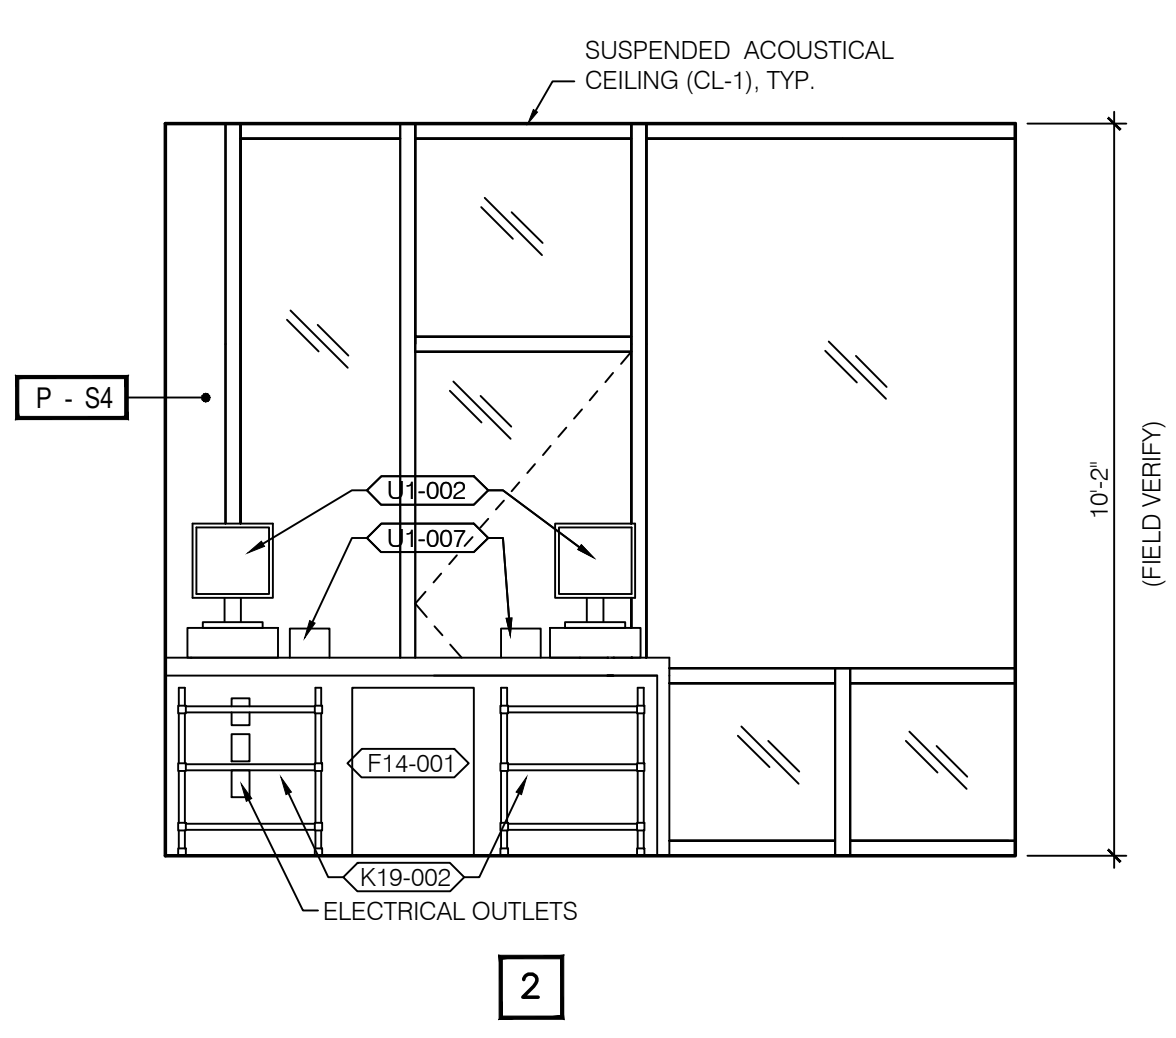 SUSPENDED ACOUSTICAL
CEILING (CL-1), TYP.
P - S4
U1-002
U1-007
10'-2"
(FIELD VERIFY)
F14-001
K19-002
ELECTRICAL OUTLETS
2